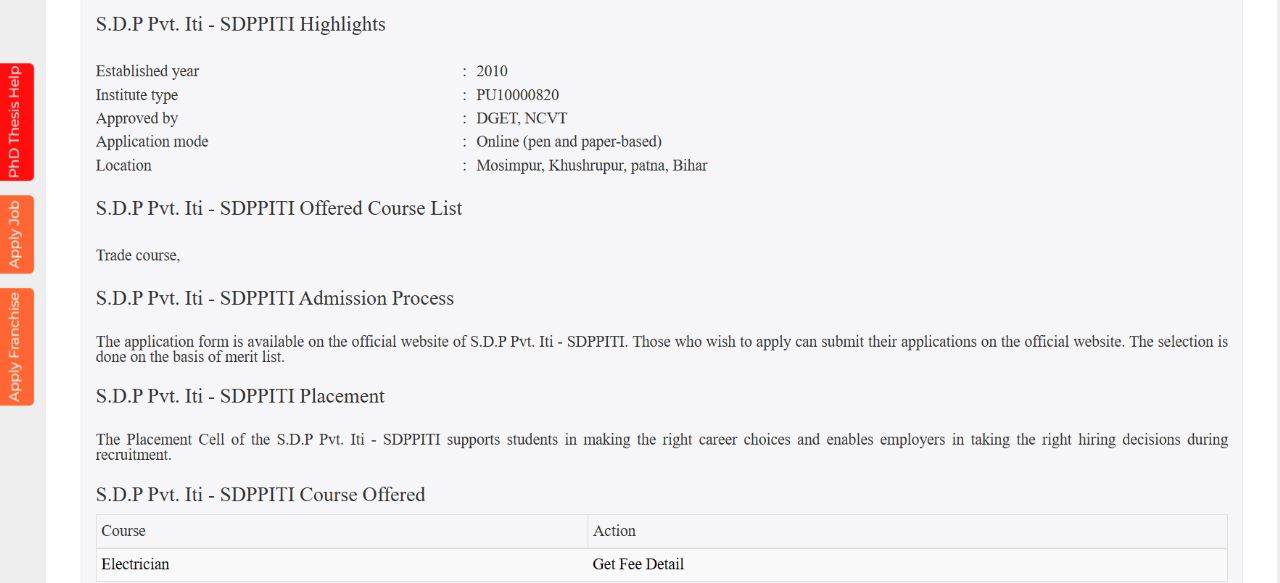 S.D.P Pvt. Iti - SDPPITI Highlights
Established year : 2010
Institute type : PU10000820
Approved by : DGET, NCVT
Application mode : Online (pen and paper-based)
Location : Mosimpur, Khushrupur, patna, Bihar
S.D.P Pvt. Iti - SDPPITI Offered Course List
Trade course,
S.D.P Pvt. Iti - SDPPITI Admission Process
The application form is available on the official website of S.D.P Pvt. Iti - SDPPITI. Those who wish to apply can submit their applications on the official website. The selection is
done on the basis of merit list.
S.D.P Pvt. Iti - SDPPITI Placement
The Placement Cell of the S.D.P Pvt. Iti - SDPPITI supports students in making the right career choices and enables employers in taking the right hiring decisions during
recruitment.
S.D.P Pvt. Iti - SDPPITI Course Offered
Course Action
Electrician Get Fee Detail
PhD Thesis Help
Apply Job
Apply Franchise